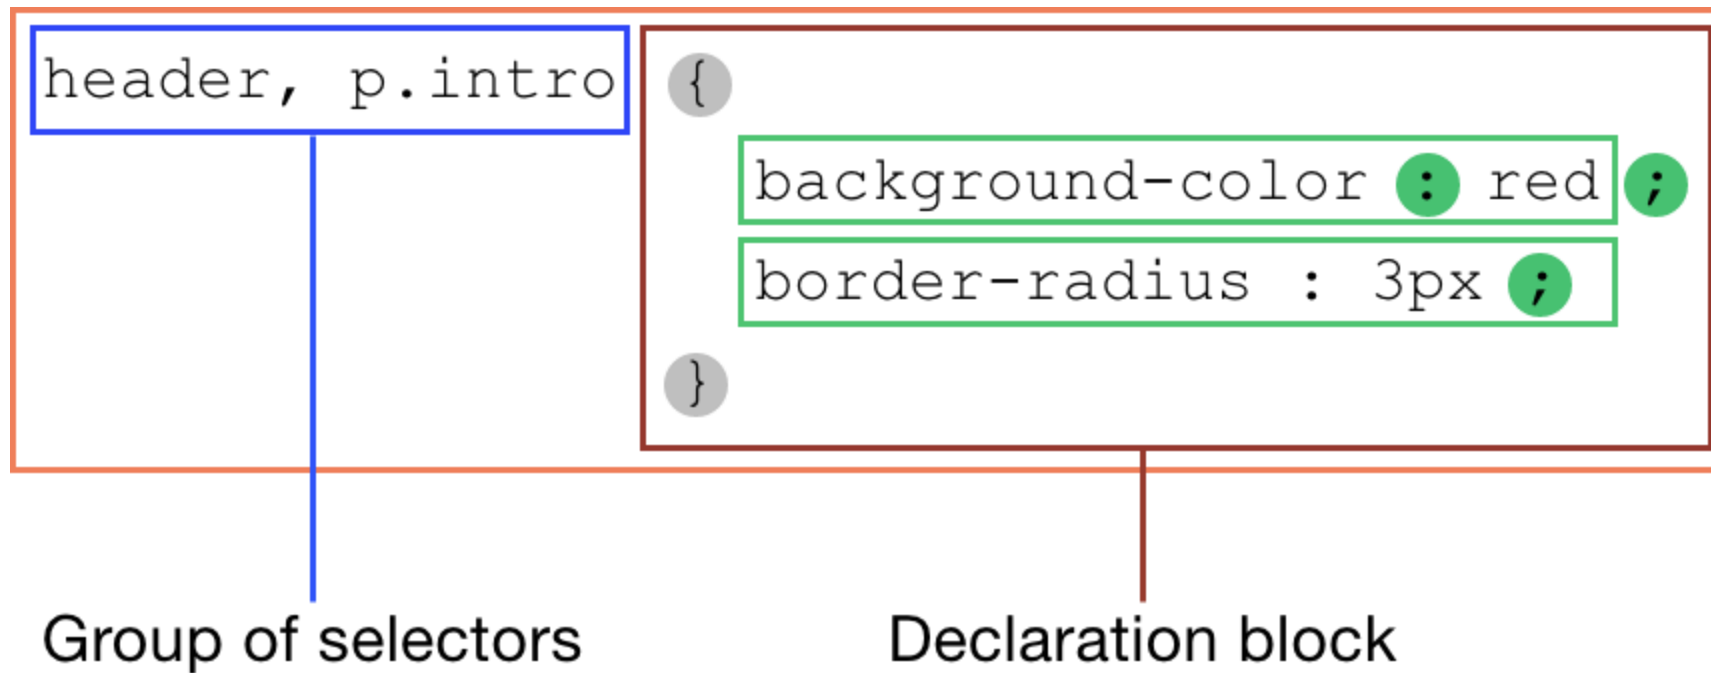 header, p.intro {
background-color : red ;
border-radius : 3px ;
}
Group of selectors
Declaration block